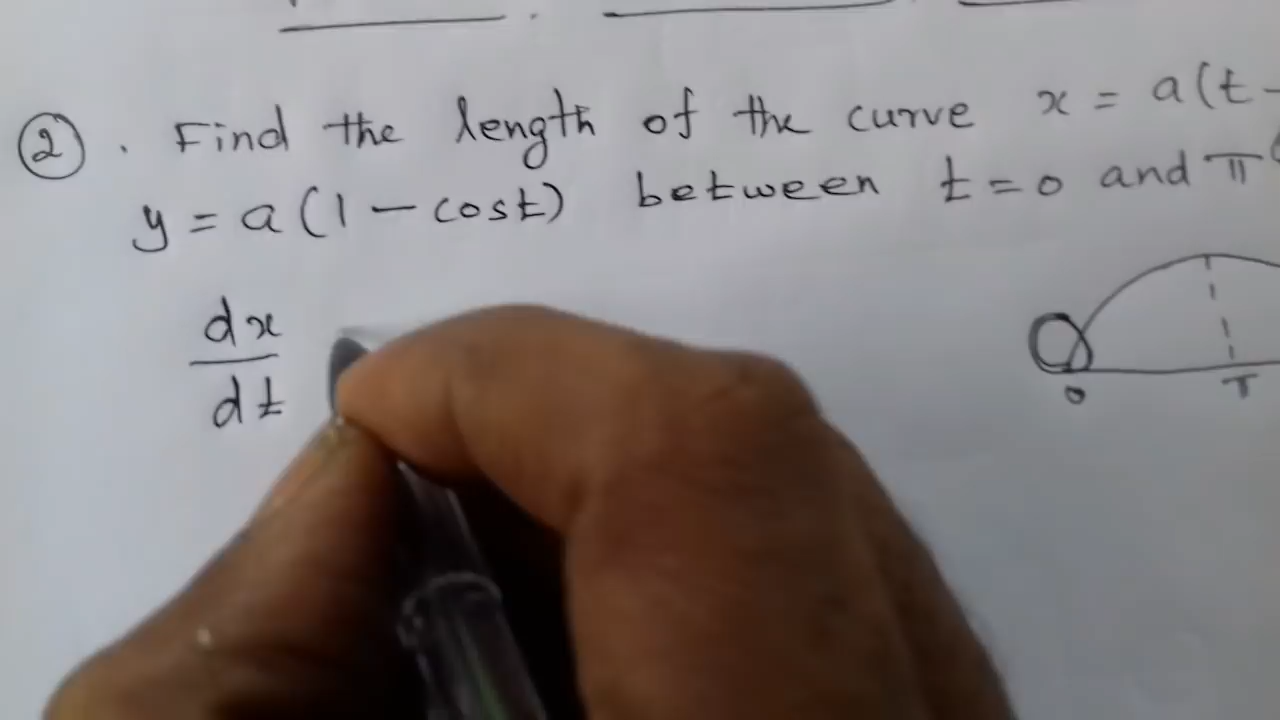 ② . Find the length of the curve x = a(t -
y = a(1 - cost) between t = 0 and π
dx
dt
0 π